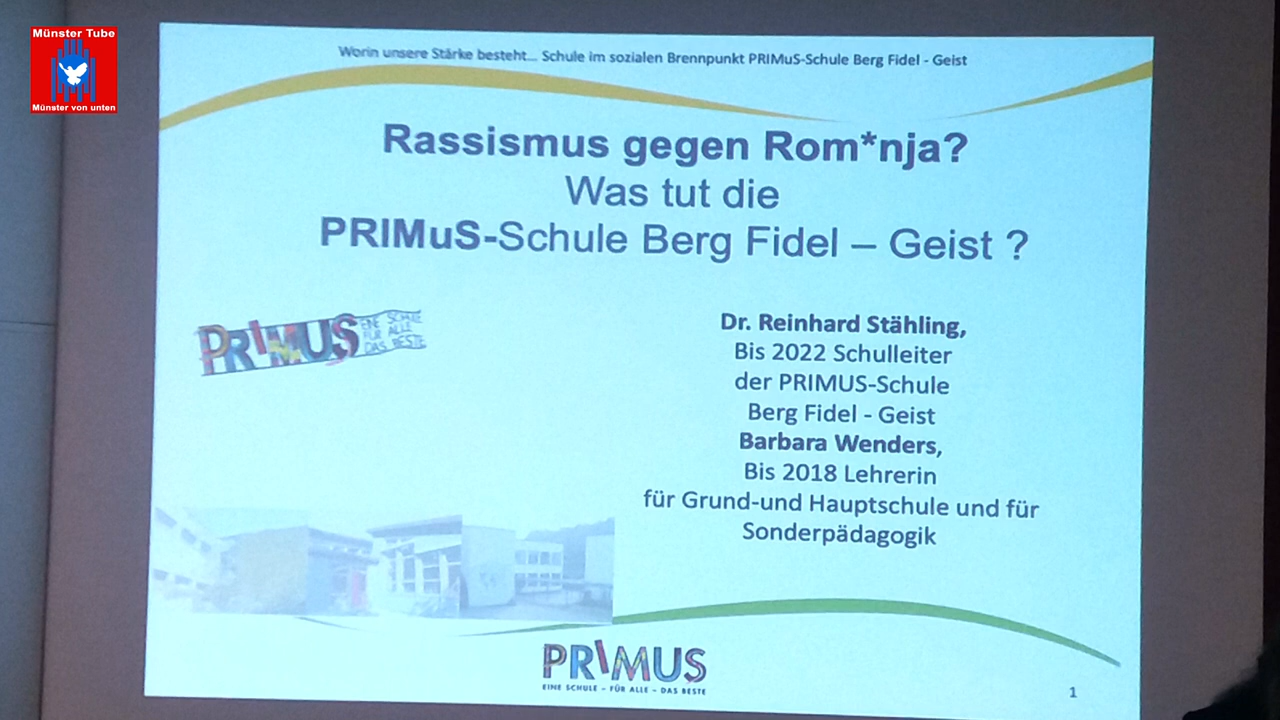 Münster Tube
Münster von unten
Worin unsere Stärke besteht... Schule im sozialen Brennpunkt PRIMuS-Schule Berg Fidel - Geist
Rassismus gegen Rom*nja?
Was tut die
PRIMuS-Schule Berg Fidel – Geist ?
PRIMUS
EINE SCHULE
FÜR ALLE
DAS BESTE
Dr. Reinhard Stähling,
Bis 2022 Schulleiter
der PRIMUS-Schule
Berg Fidel - Geist
Barbara Wenders,
Bis 2018 Lehrerin
für Grund-und Hauptschule und für
Sonderpädagogik
PRIMUS
EINE SCHULE – FÜR ALLE – DAS BESTE
1